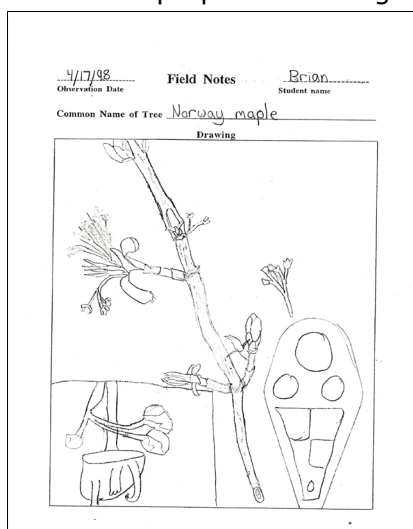 4/17/98 Field Notes Brian
Observation Date Student name
Common Name of Tree Norway maple
Drawing